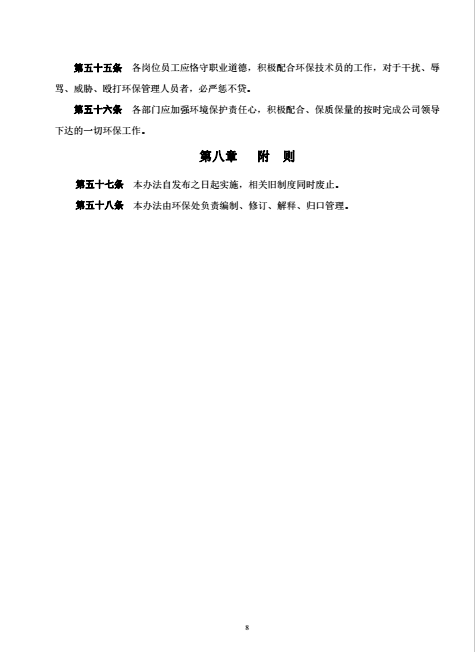 第五十五条 各岗位员工应恪守职业道德，积极配合环保技术员的工作，对于干扰、辱
骂、威胁、殴打环保管理人员者，必严惩不贷。
第五十六条 各部门应加强环境保护责任心，积极配合、保质保量的按时完成公司领导
下达的一切环保工作。
第八章 附 则
第五十七条 本办法自发布之日起实施，相关旧制度同时废止。
第五十八条 本办法由环保处负责编制、修订、解释、归口管理。
8